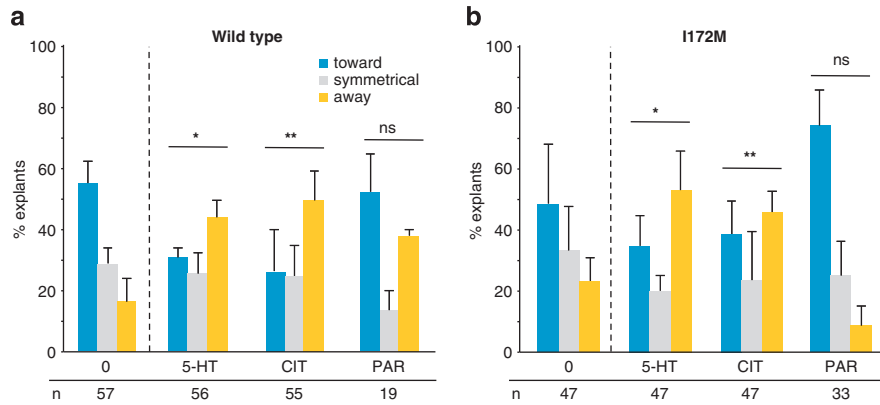 a
Wild type
100
80
60
40
20
0
% explants
toward
symmetrical
away
*
**
ns
0 5-HT CIT PAR
n 57 56 55 19
b
I172M
100
80
60
40
20
0
% explants
*
**
ns
0 5-HT CIT PAR
n 47 47 47 33